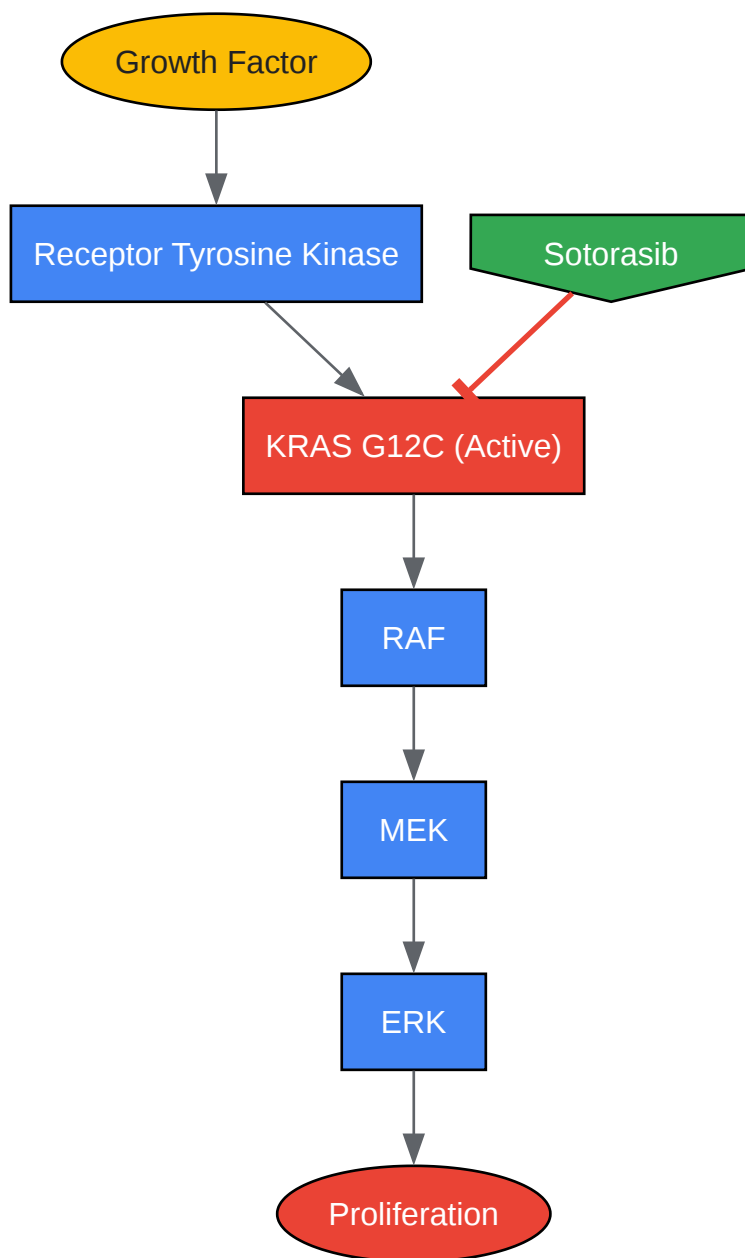 Growth Factor
Receptor Tyrosine Kinase
Sotorasib
KRAS G12C (Active)
RAF
MEK
ERK
Proliferation